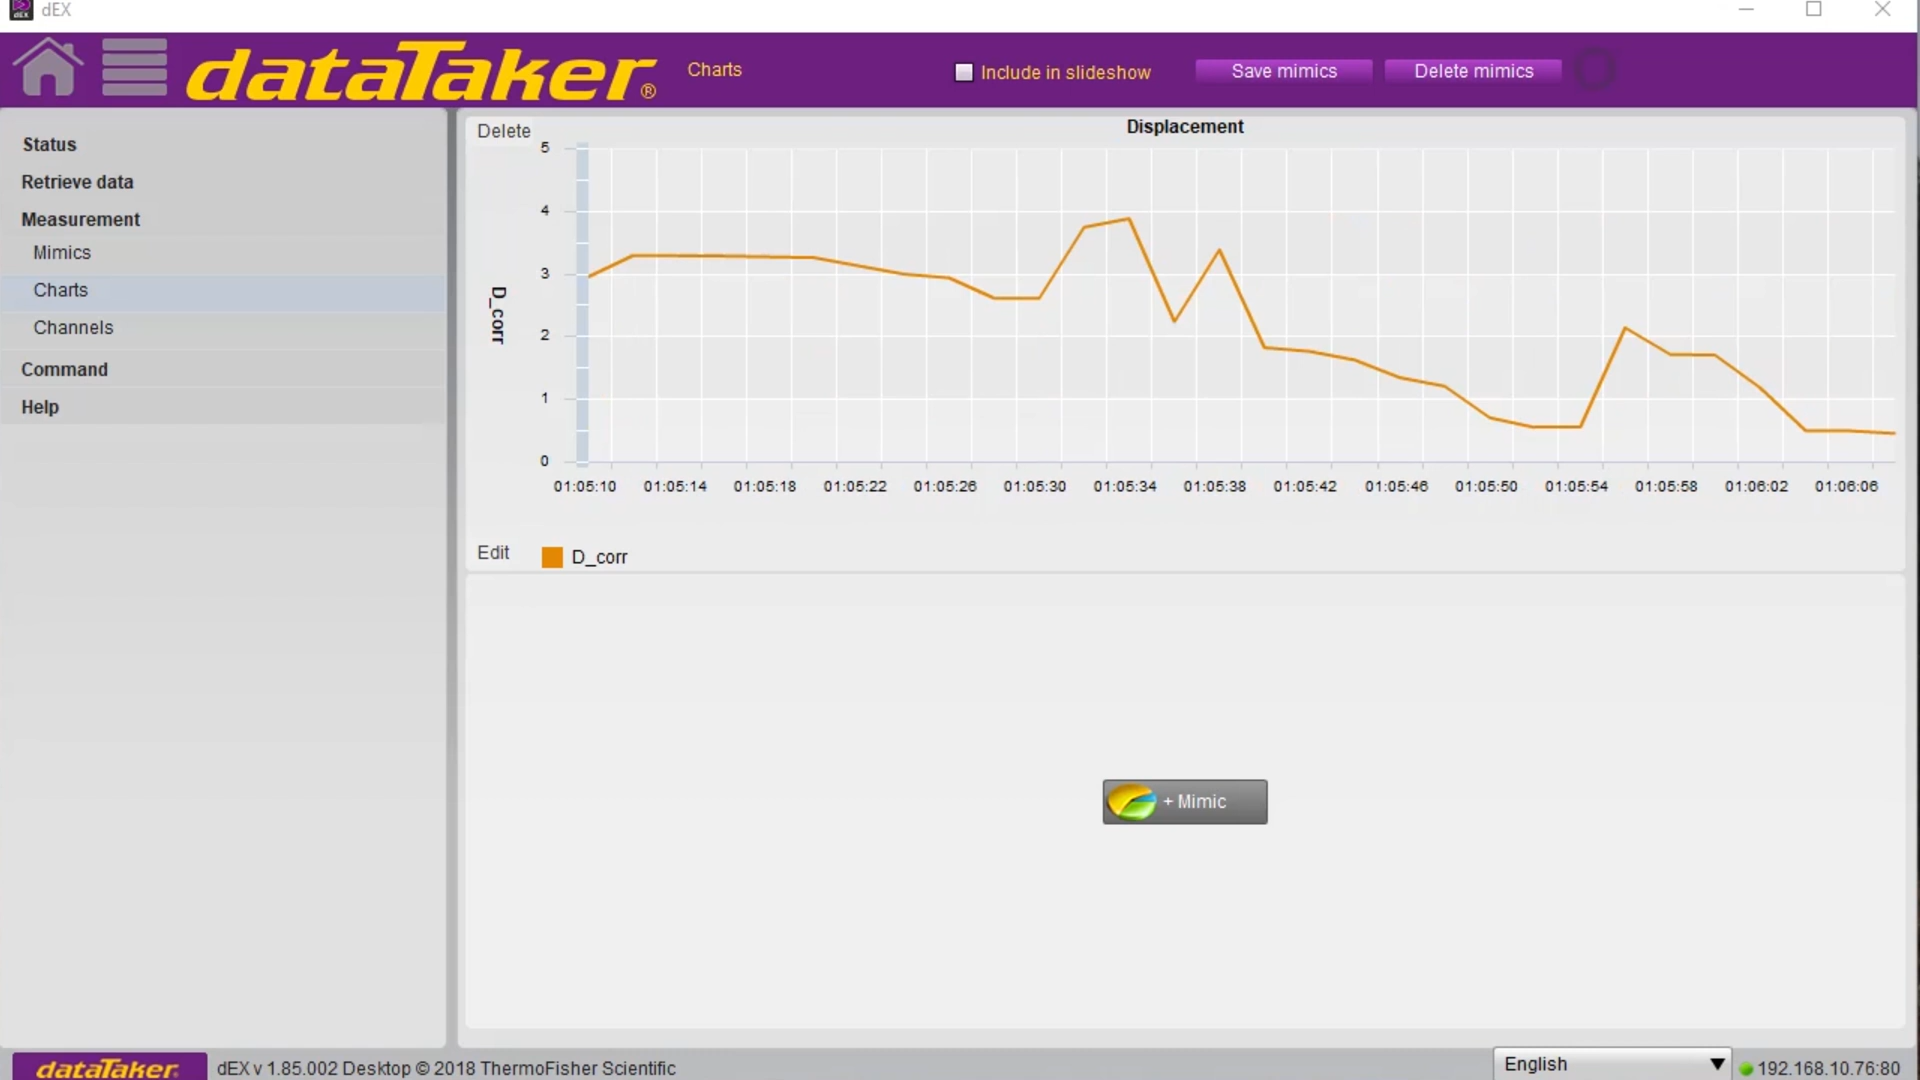 dEX
dataTaker®
Charts
Include in slideshow
Save mimics
Delete mimics
Status
Retrieve data
Measurement
Mimics
Charts
Channels
Command
Help
Delete
Displacement
5
4
3
2
1
0
D_corr
01:05:10 01:05:14 01:05:18 01:05:22 01:05:26 01:05:30 01:05:34 01:05:38 01:05:42 01:05:46 01:05:50 01:05:54 01:05:58 01:06:02 01:06:06
Edit
D_corr
+ Mimic
dataTaker
dEX v 1.85.002 Desktop © 2018 ThermoFisher Scientific
English
192.168.10.76:80